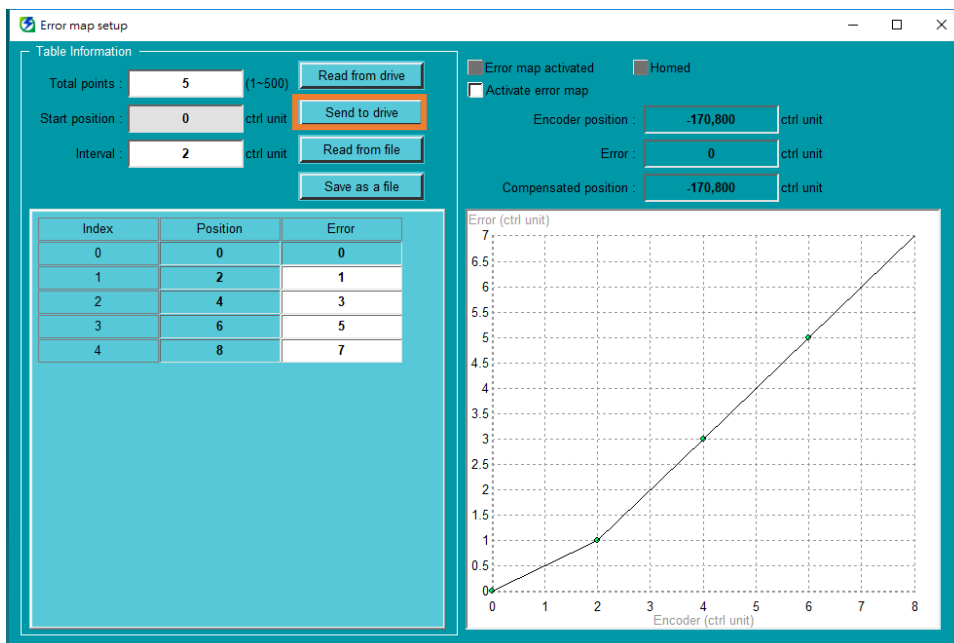 Error map setup
Table Information
Total points : 5 (1~500) Read from drive
Start position : 0 ctrl unit Send to drive
Interval : 2 ctrl unit Read from file
Save as a file
Index Position Error
0 0 0
1 2 1
2 4 3
3 6 5
4 8 7
Error map activated Homed
Activate error map
Encoder position : -170,800 ctrl unit
Error : 0 ctrl unit
Compensated position : -170,800 ctrl unit
Error (ctrl unit)
7
6.5
6
5.5
5
4.5
4
3.5
3
2.5
2
1.5
1
0.5
0
0 1 2 3 4 5 6 7 8
Encoder (ctrl unit)